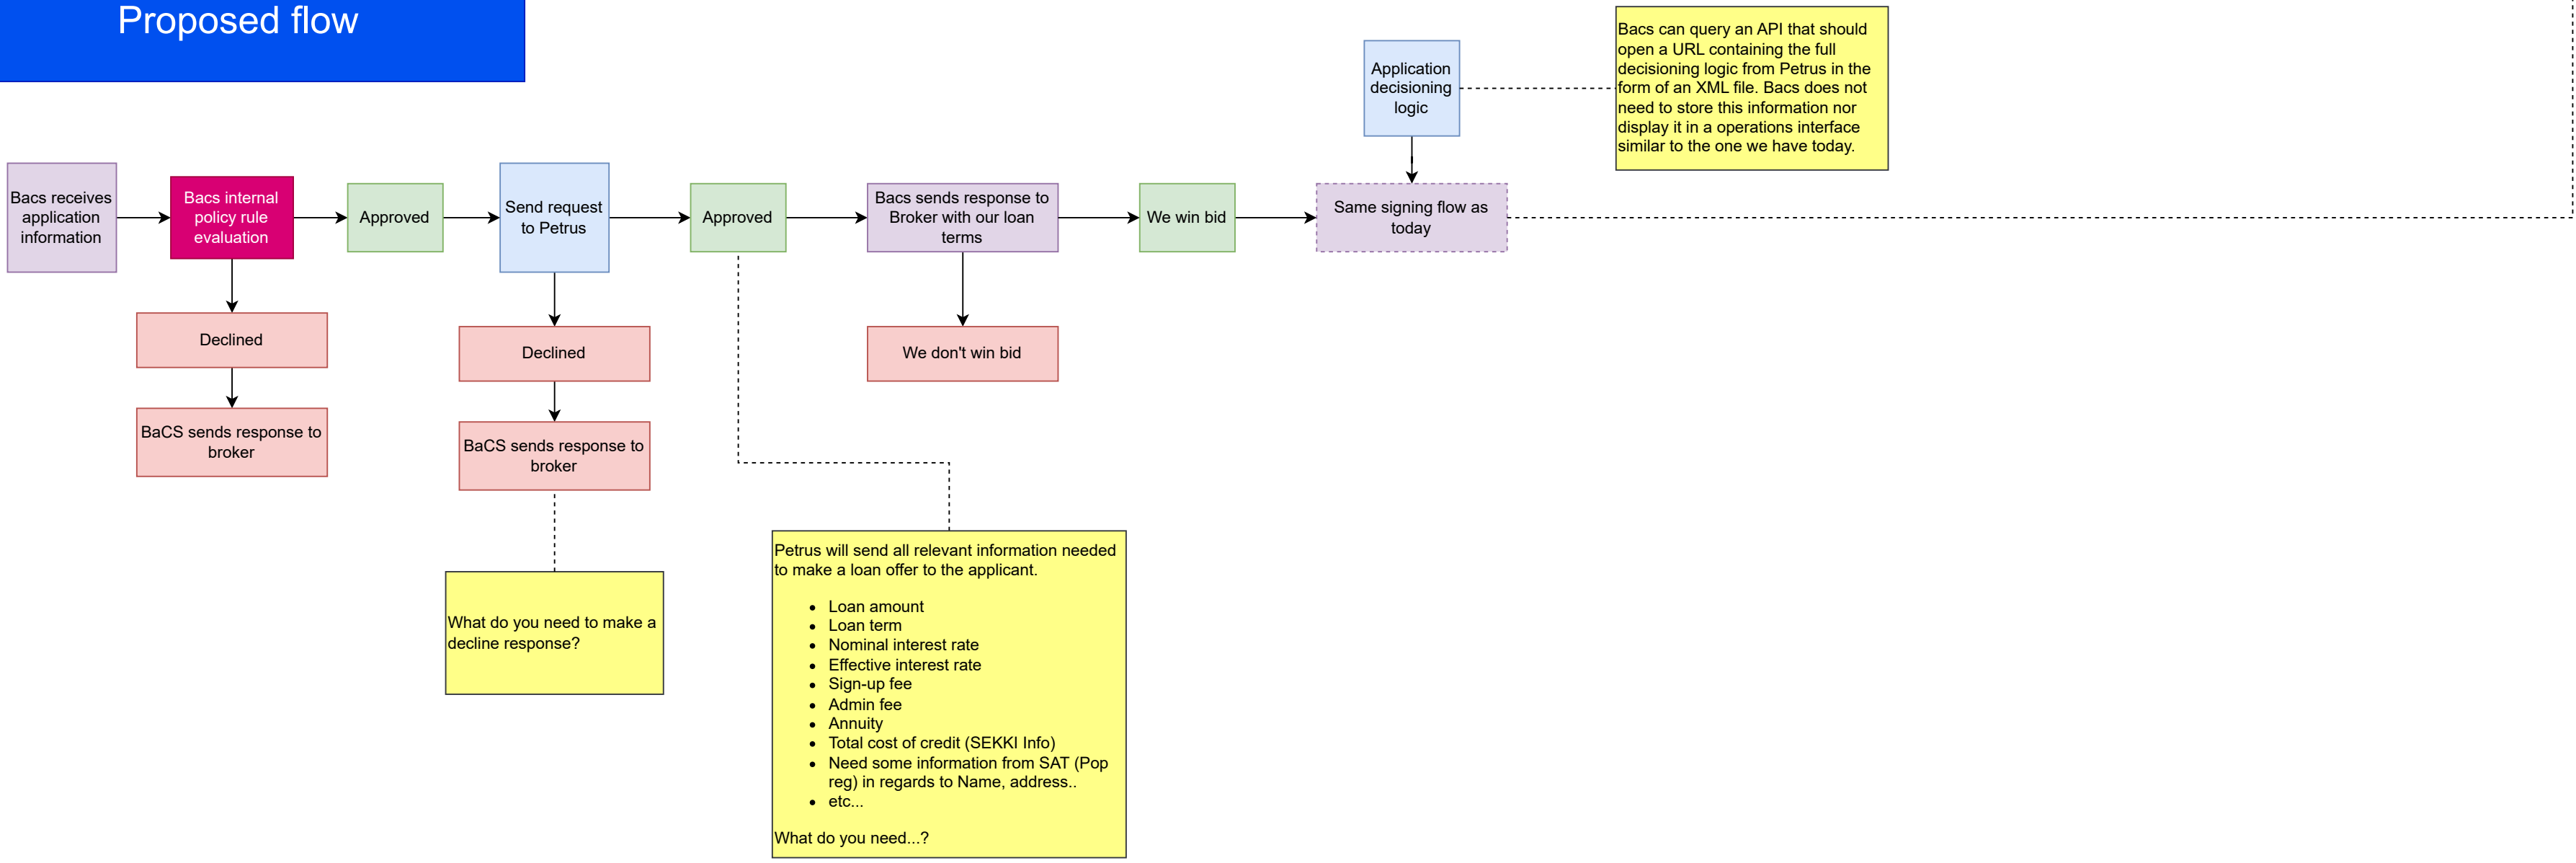 Proposed flow
Bacs can query an API that should
open a URL containing the full
decisioning logic from Petrus in the
form of an XML file. Bacs does not
need to store this information nor
display it in a operations interface
similar to the one we have today.
Application
decisioning
logic
Bacs receives
application
information
Bacs internal
policy rule
evaluation
Approved
Send request
to Petrus
Approved
Bacs sends response to
Broker with our loan
terms
We win bid
Same signing flow as
today
Declined
Declined
We don't win bid
BaCS sends response to
broker
BaCS sends response to
broker
What do you need to make a
decline response?
Petrus will send all relevant information needed
to make a loan offer to the applicant.
• Loan amount
• Loan term
• Nominal interest rate
• Effective interest rate
• Sign-up fee
• Admin fee
• Annuity
• Total cost of credit (SEKKI Info)
• Need some information from SAT (Pop
reg) in regards to Name, address..
• etc...
What do you need...?